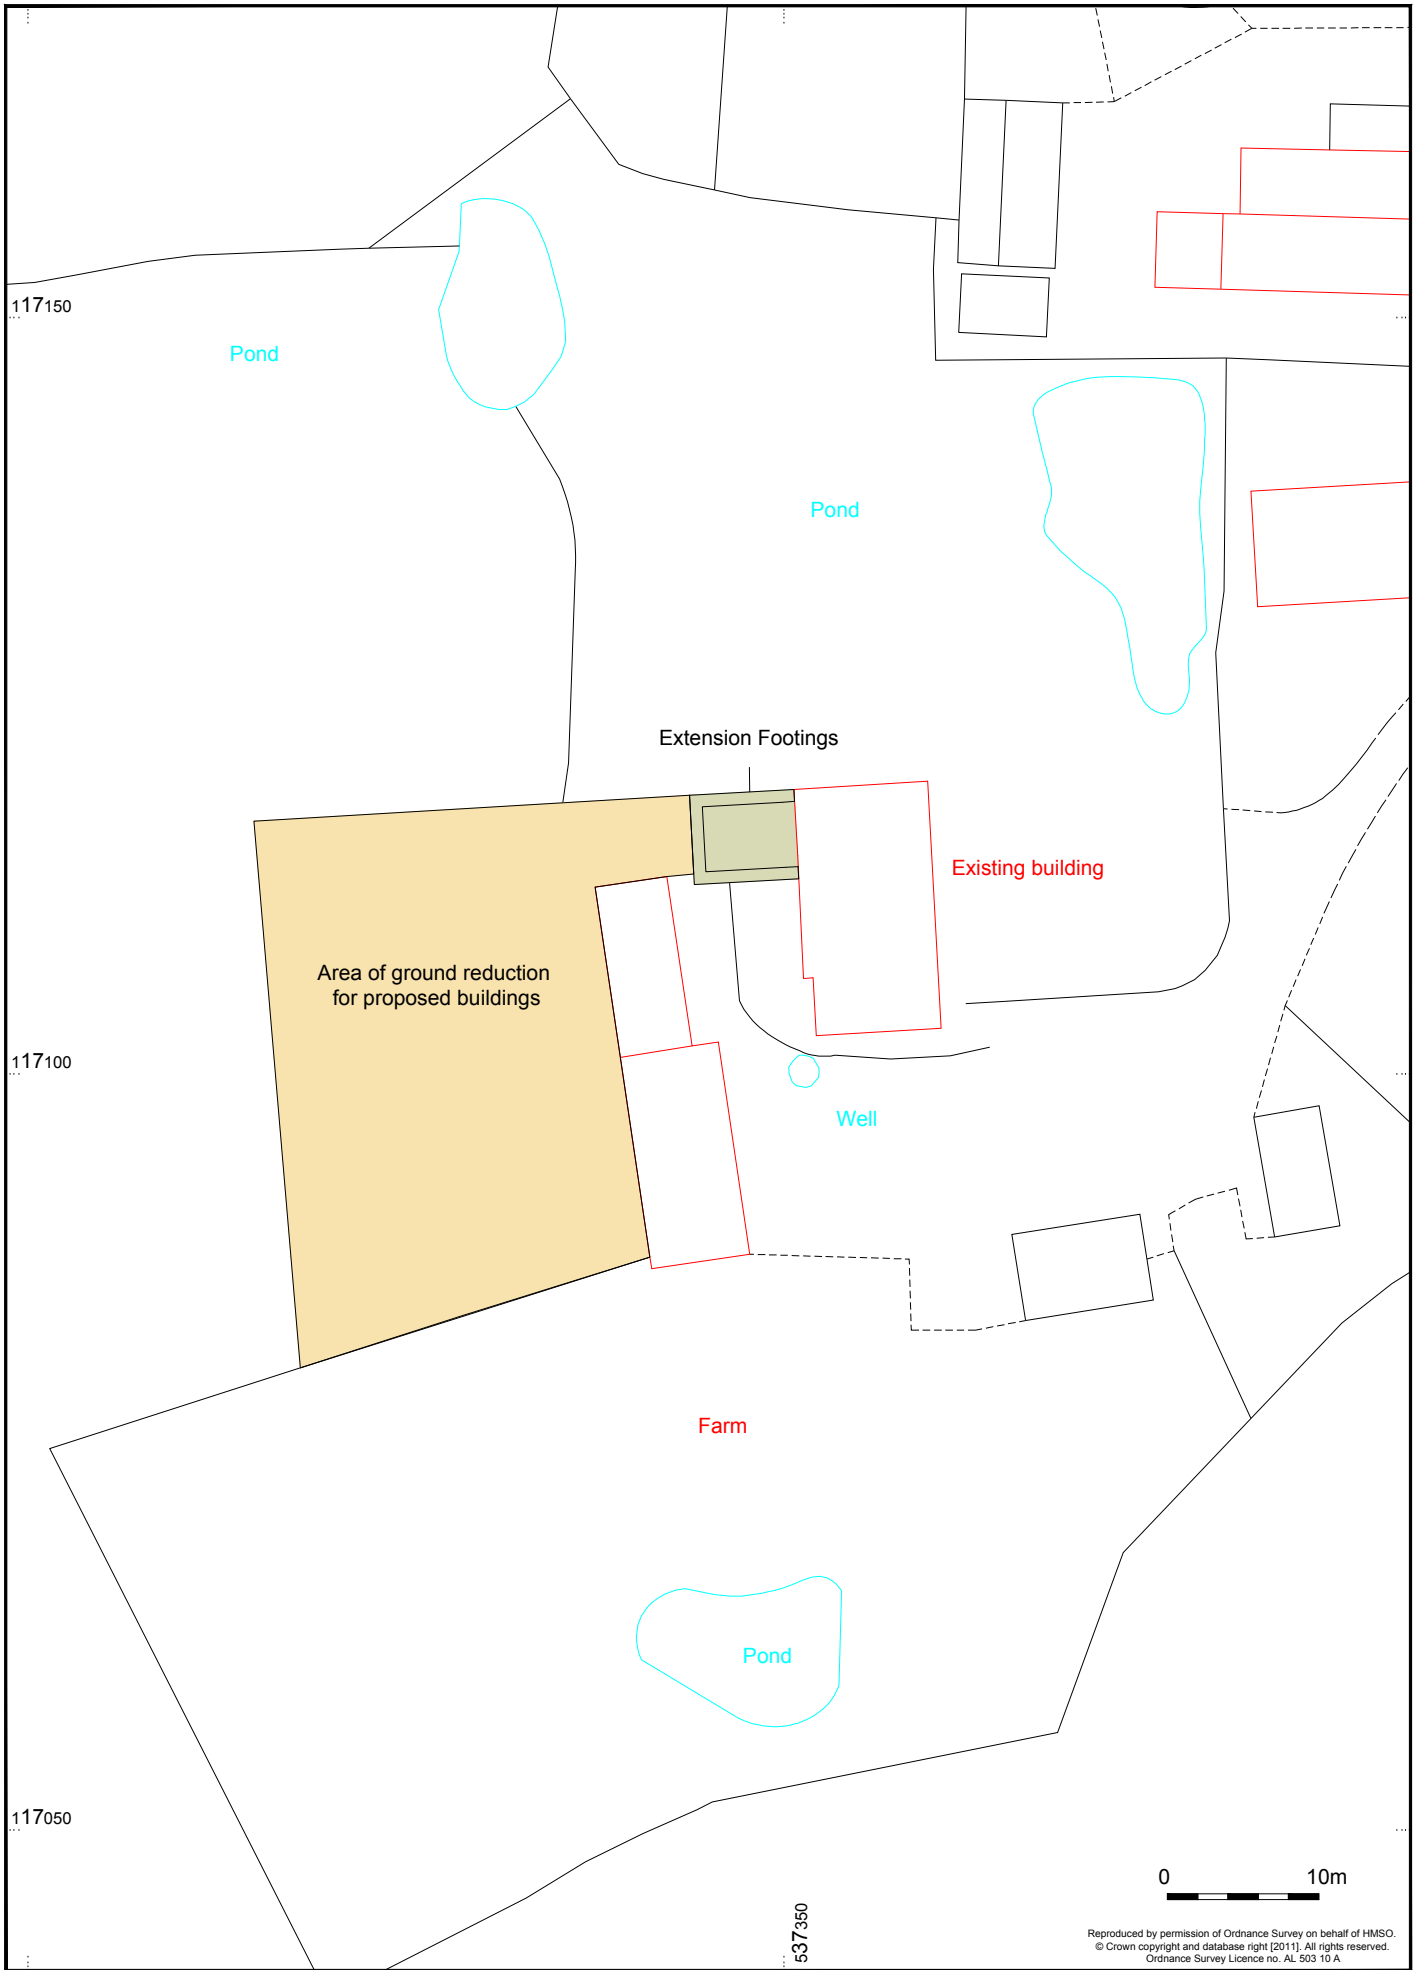 117150
Pond
Pond
Extension Footings
Existing building
Area of ground reduction
for proposed buildings
117100
Well
Farm
Pond
117050
537350
0 10m
Reproduced by permission of Ordnance Survey on behalf of HMSO.
© Crown copyright and database right [2011]. All rights reserved.
Ordnance Survey Licence no. AL 503 10 A